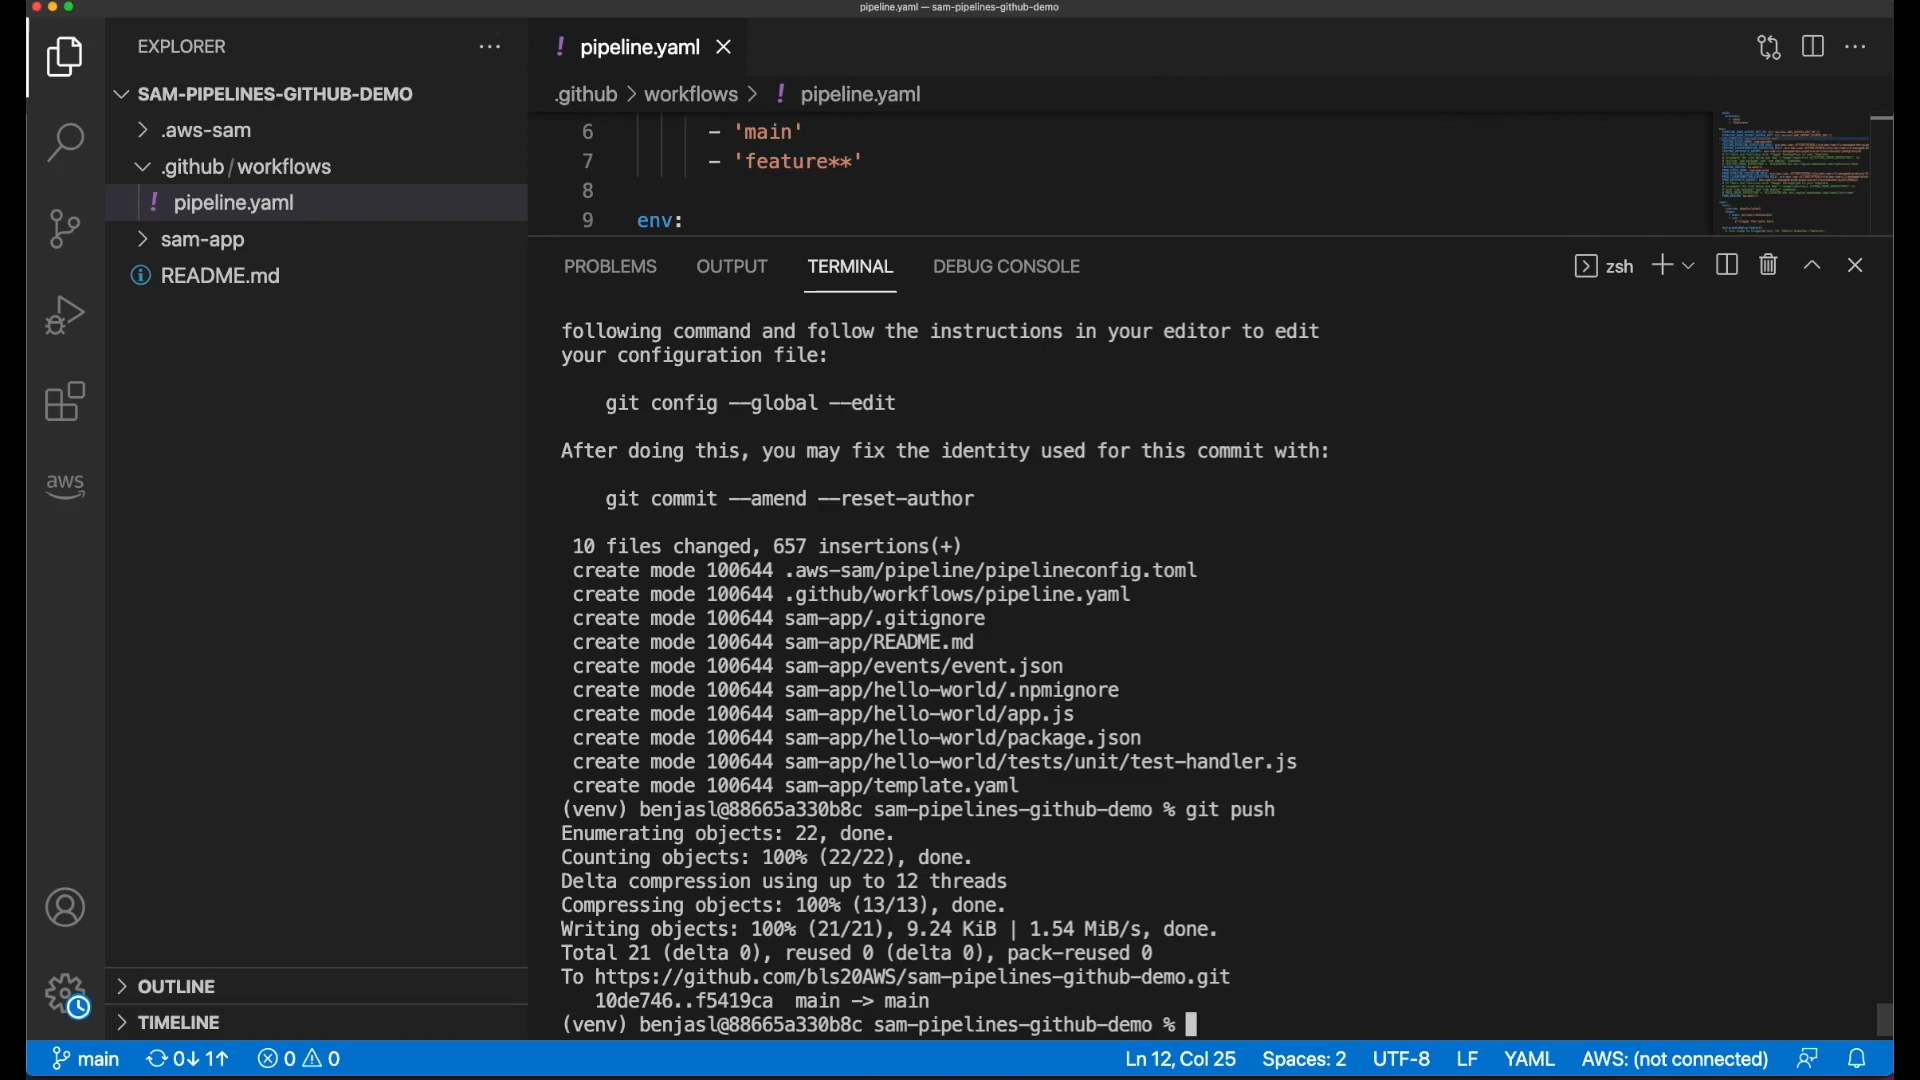 pipeline.yaml — sam-pipelines-github-demo
EXPLORER
SAM-PIPELINES-GITHUB-DEMO
.aws-sam
.github / workflows
! pipeline.yaml
sam-app
README.md
OUTLINE
TIMELINE
aws
! pipeline.yaml
.github > workflows > ! pipeline.yaml
6 - 'main'
7 - 'feature**'
8
9 env:
PROBLEMS OUTPUT TERMINAL DEBUG CONSOLE zsh
following command and follow the instructions in your editor to edit
your configuration file:
git config --global --edit
After doing this, you may fix the identity used for this commit with:
git commit --amend --reset-author
10 files changed, 657 insertions(+)
create mode 100644 .aws-sam/pipeline/pipelineconfig.toml
create mode 100644 .github/workflows/pipeline.yaml
create mode 100644 sam-app/.gitignore
create mode 100644 sam-app/README.md
create mode 100644 sam-app/events/event.json
create mode 100644 sam-app/hello-world/.npmignore
create mode 100644 sam-app/hello-world/app.js
create mode 100644 sam-app/hello-world/package.json
create mode 100644 sam-app/hello-world/tests/unit/test-handler.js
create mode 100644 sam-app/template.yaml
(venv) benjasl@88665a330b8c sam-pipelines-github-demo % git push
Enumerating objects: 22, done.
Counting objects: 100% (22/22), done.
Delta compression using up to 12 threads
Compressing objects: 100% (13/13), done.
Writing objects: 100% (21/21), 9.24 KiB | 1.54 MiB/s, done.
Total 21 (delta 0), reused 0 (delta 0), pack-reused 0
To https://github.com/bls20AWS/sam-pipelines-github-demo.git
10de746..f5419ca main -> main
(venv) benjasl@88665a330b8c sam-pipelines-github-demo %
main 0↓ 1↑ 0 0 Ln 12, Col 25 Spaces: 2 UTF-8 LF YAML AWS: (not connected)